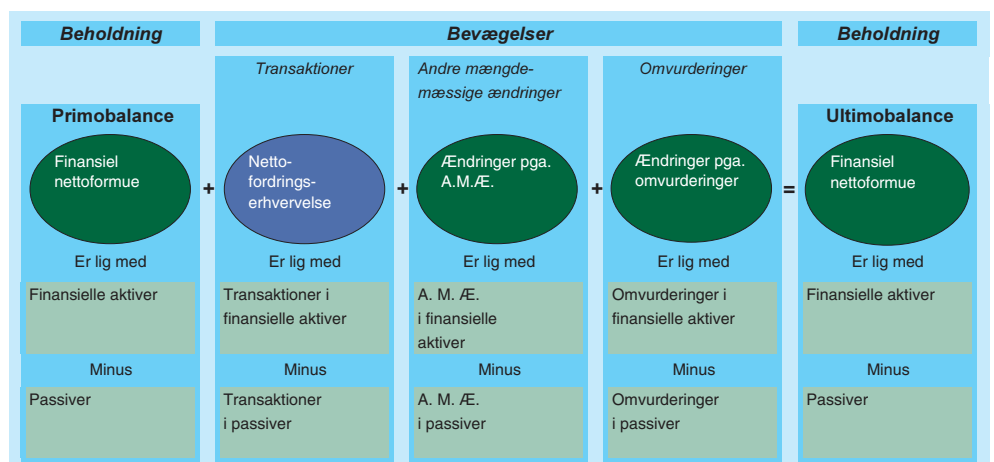 Beholdning
Bevægelser
Beholdning
Transaktioner
Andre mængde-
mæssige ændringer
Omvurderinger
Primobalance
Ultimobalance
Finansiel
nettoformue
+
Netto-
fordrings-
erhvervelse
+
Ændringer pga.
A.M.Æ.
+
Ændringer pga.
omvurderinger
=
Finansiel
nettoformue
Er lig med
Er lig med
Er lig med
Er lig med
Er lig med
Finansielle aktiver
Transaktioner i
finansielle aktiver
A. M. Æ.
i finansielle
aktiver
Omvurderinger i
finansielle aktiver
Finansielle aktiver
Minus
Minus
Minus
Minus
Minus
Passiver
Transaktioner
i passiver
A. M. Æ.
i passiver
Omvurderinger
i passiver
Passiver